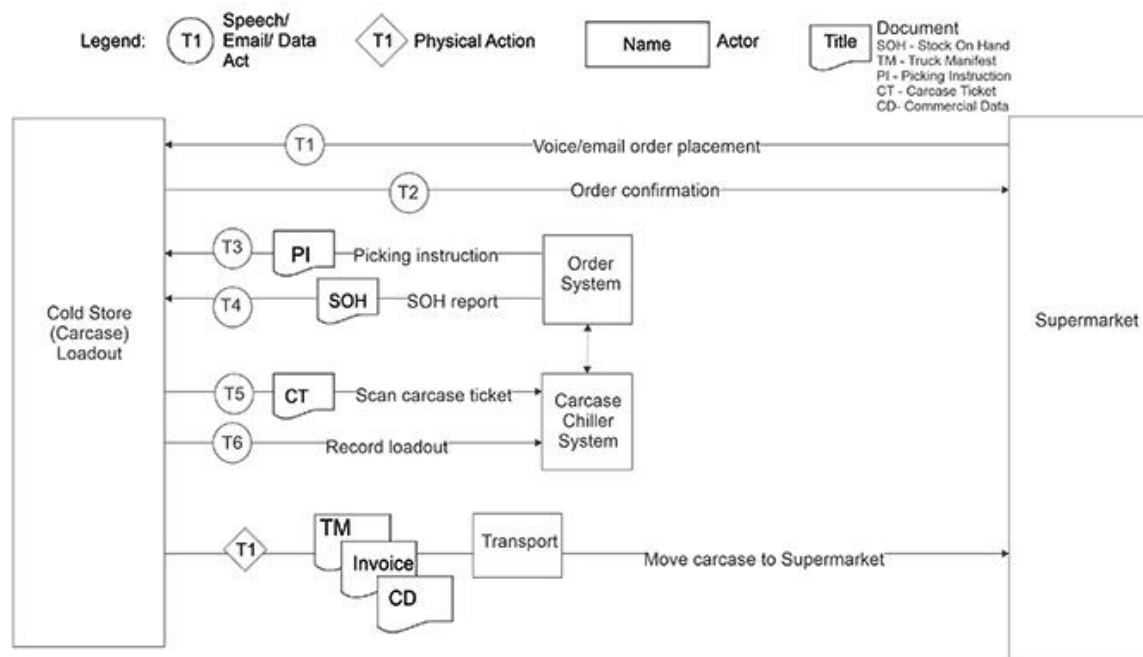 Legend:
T1
Speech/
Email/ Data
Act
T1
Physical Action
Name
Actor
Title
Document
SOH - Stock On Hand
TM - Truck Manifest
PI - Picking Instruction
CT - Carcase Ticket
CD- Commercial Data
Cold Store
(Carcase)
Loadout
Supermarket
T1
Voice/email order placement
T2
Order confirmation
T3
PI
Picking instruction
Order
System
T4
SOH
SOH report
T5
CT
Scan carcase ticket
Carcase
Chiller
System
T6
Record loadout
T1
TM
Invoice
CD
Transport
Move carcase to Supermarket